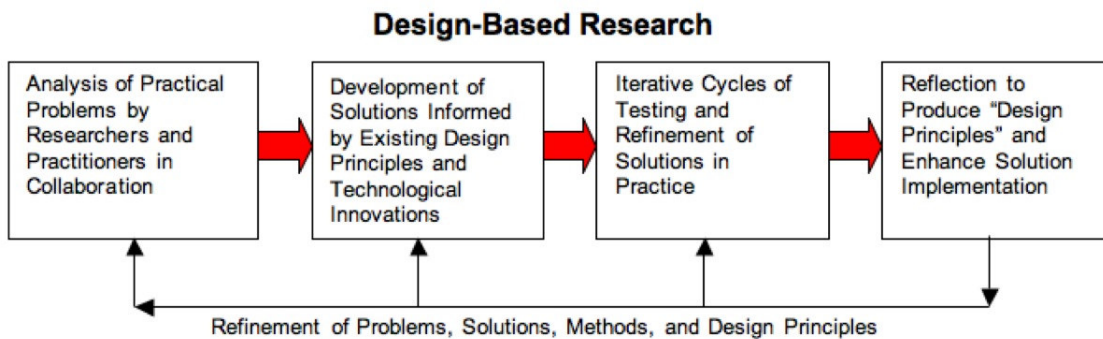 Design-Based Research
Analysis of Practical
Problems by
Researchers and
Practitioners in
Collaboration
Development of
Solutions Informed
by Existing Design
Principles and
Technological
Innovations
Iterative Cycles of
Testing and
Refinement of
Solutions in
Practice
Reflection to
Produce “Design
Principles” and
Enhance Solution
Implementation
Refinement of Problems, Solutions, Methods, and Design Principles